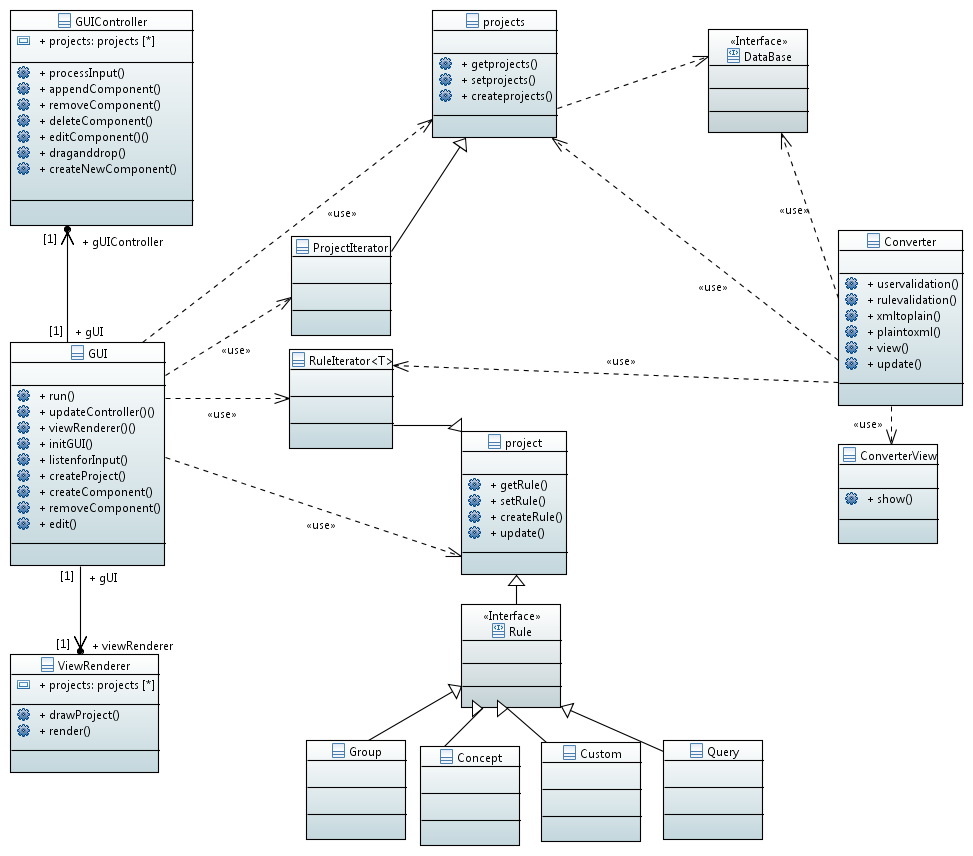 GUIController
+ projects: projects [*]
+ processInput()
+ appendComponent()
+ removeComponent()
+ deleteComponent()
+ editComponent()()
+ draganddrop()
+ createNewComponent()
projects
+ getprojects()
+ setprojects()
+ createprojects()
«Interface»
DataBase
«use»
«use»
[1]
+ gUIController
ProjectIterator
Converter
+ uservalidation()
+ rulevalidation()
+ xmltoplain()
+ plaintoxml()
+ view()
+ update()
«use»
[1]
+ gUI
GUI
+ run()
+ updateController()()
+ viewRenderer()()
+ initGUI()
+ listenforInput()
+ createProject()
+ createComponent()
+ removeComponent()
+ edit()
«use»
RuleIterator<T>
«use»
«use»
«use»
ConverterView
+ show()
project
+ getRule()
+ setRule()
+ createRule()
+ update()
«use»
[1]
+ gUI
«Interface»
Rule
[1]
+ viewRenderer
ViewRenderer
+ projects: projects [*]
+ drawProject()
+ render()
Group
Concept
Custom
Query